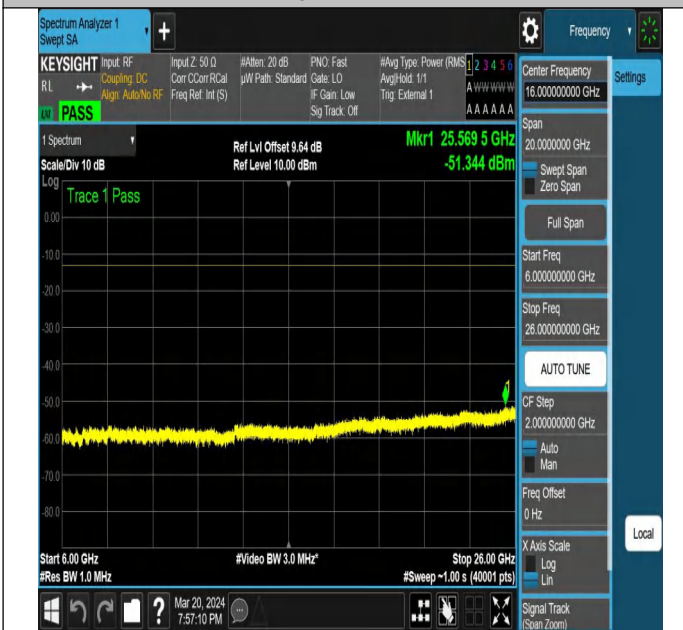 Spectrum Analyzer 1
Swept SA
+
Frequency
KEYSIGHT
RL
LXI
PASS
Input: RF
Coupling: DC
Align: Auto/No RF
Input Z: 50 Ω
Corr CCorr RCal
Freq Ref: Int (S)
#Atten: 20 dB
µW Path: Standard
PNO: Fast
Gate: LO
IF Gain: Low
Sig Track: Off
#Avg Type: Power (RMS
Avg|Hold: 1/1
Trig: External 1
1 2 3 4 5 6
A W W W W W
A A A A A A
1 Spectrum
Scale/Div 10 dB
Ref Lvl Offset 9.64 dB
Ref Level 10.00 dBm
Mkr1 25.569 5 GHz
-51.344 dBm
Log
Trace 1 Pass
0.00
-10.0
-20.0
-30.0
-40.0
1
-50.0
-60.0
-70.0
-80.0
Start 6.00 GHz
#Res BW 1.0 MHz
#Video BW 3.0 MHz*
Stop 26.00 GHz
#Sweep ~1.00 s (40001 pts)
?
Mar 20, 2024
7:57:10 PM
Center Frequency
16.000000000 GHz
Settings
Span
20.0000000 GHz
Swept Span
Zero Span
Full Span
Start Freq
6.000000000 GHz
Stop Freq
26.000000000 GHz
AUTO TUNE
CF Step
2.000000000 GHz
Auto
Man
Freq Offset
0 Hz
Local
X Axis Scale
Log
Lin
Signal Track
(Span Zoom)